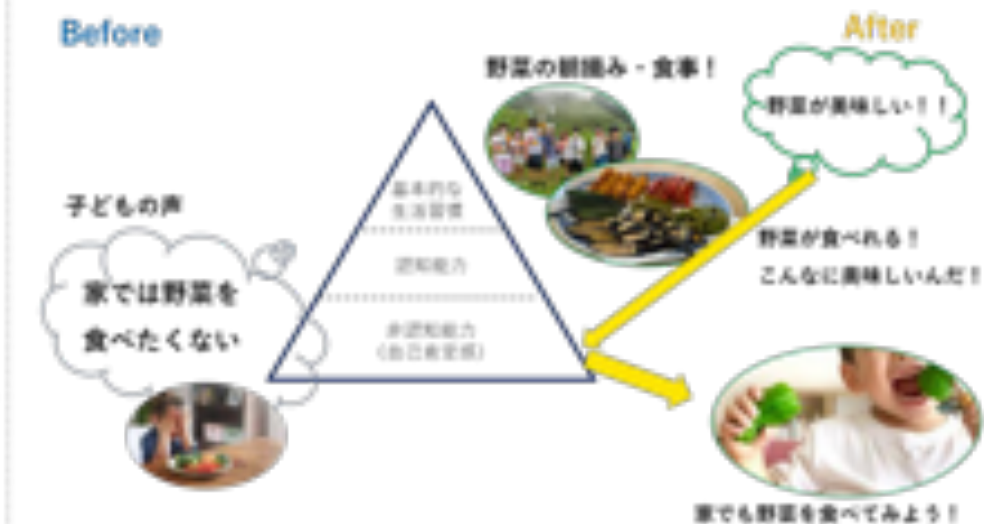 Before
After
野菜の朝摘み・食事！
野菜が美味しい！！
基本的な
生活習慣
子どもの声
野菜が食べれる！
認知能力
こんなに美味しいんだ！
家では野菜を
食べたくない
非認知能力
（自己肯定感）
家でも野菜を食べてみよう！